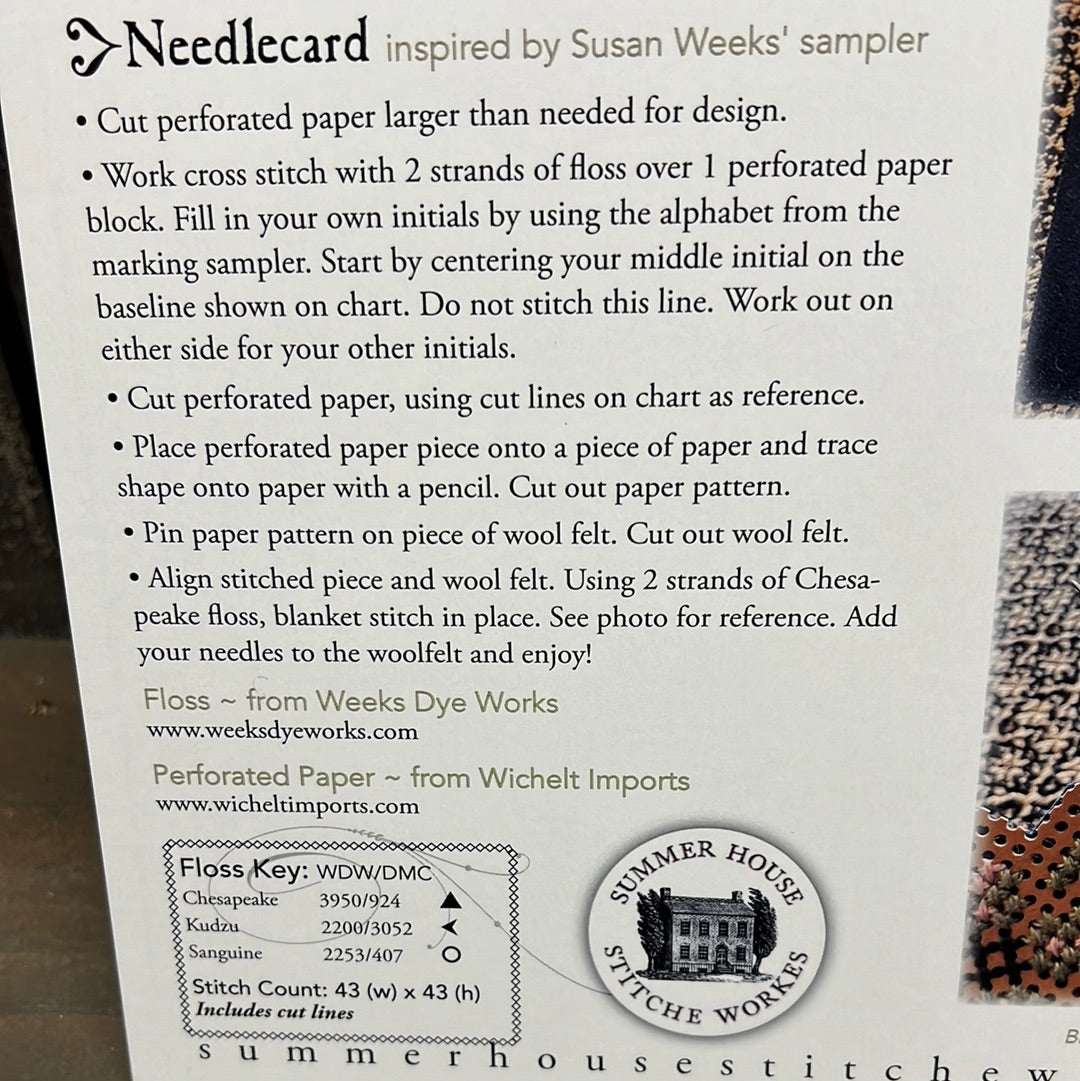 Needlecard inspired by Susan Weeks' sampler
• Cut perforated paper larger than needed for design.
• Work cross stitch with 2 strands of floss over 1 perforated paper
block. Fill in your own initials by using the alphabet from the
marking sampler. Start by centering your middle initial on the
baseline shown on chart. Do not stitch this line. Work out on
either side for your other initials.
• Cut perforated paper, using cut lines on chart as reference.
• Place perforated paper piece onto a piece of paper and trace
shape onto paper with a pencil. Cut out paper pattern.
• Pin paper pattern on piece of wool felt. Cut out wool felt.
• Align stitched piece and wool felt. Using 2 strands of Chesa-
peake floss, blanket stitch in place. See photo for reference. Add
your needles to the woolfelt and enjoy!
Floss ~ from Weeks Dye Works
www.weeksdyeworks.com
Perforated Paper ~ from Wichelt Imports
www.wicheltimports.com
Floss Key: WDW/DMC
Chesapeake 3950/924
Kudzu 2200/3052
Sanguine 2253/407
Stitch Count: 43 (w) x 43 (h)
Includes cut lines
SUMMER HOUSE
STITCHE WORKES
summerhousestitchew